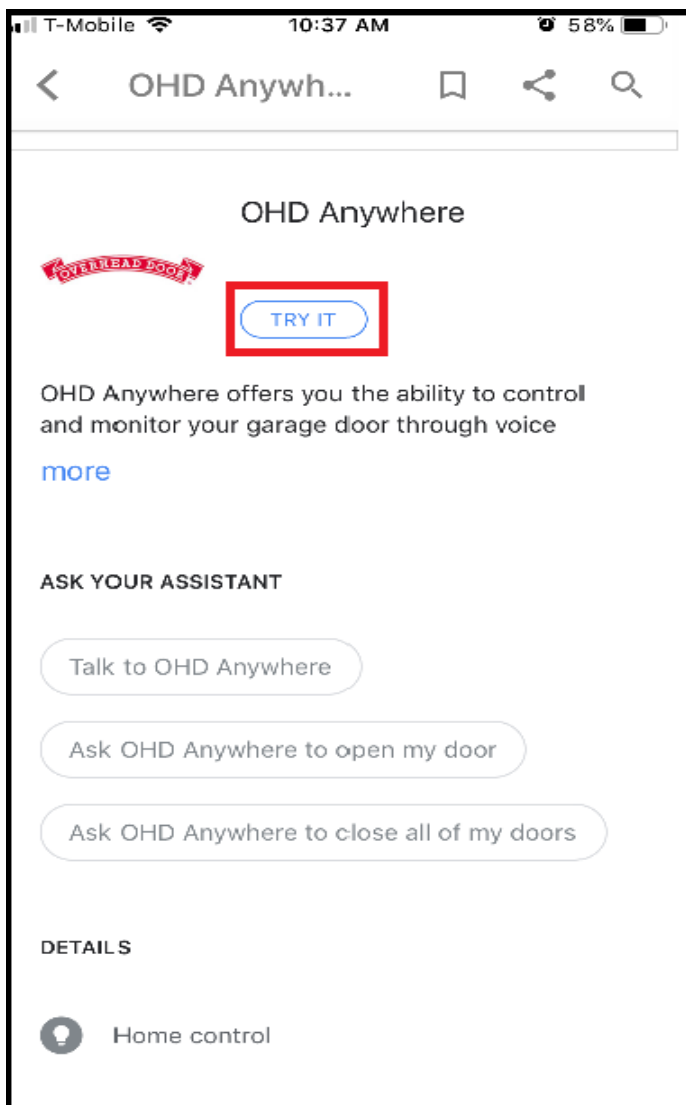 T-Mobile 10:37 AM 58%
OHD Anywh...
OHD Anywhere
OVERHEAD DOOR
TRY IT
OHD Anywhere offers you the ability to control
and monitor your garage door through voice
more
ASK YOUR ASSISTANT
Talk to OHD Anywhere
Ask OHD Anywhere to open my door
Ask OHD Anywhere to close all of my doors
DETAILS
Home control